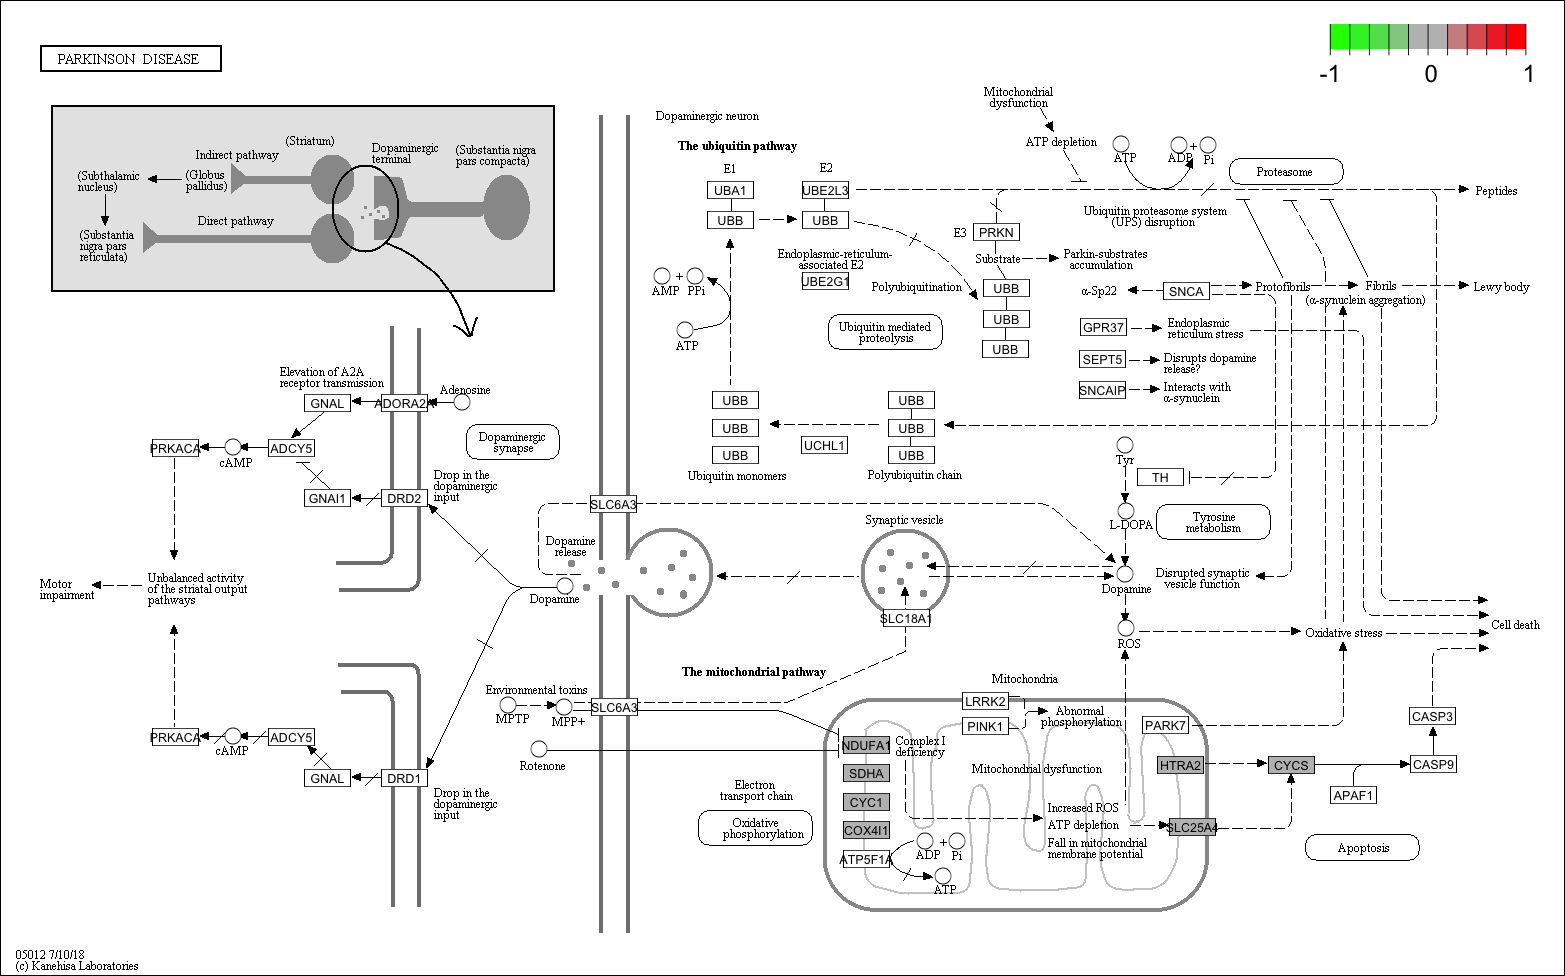 PARKINSON DISEASE
-1 0 1
(Striatum)
Indirect pathway
Dopaminergic
terminal
(Substantia nigra
pars compacta)
(Subthalamic
nucleus)
(Globus
pallidus)
Direct pathway
(Substantia
nigra pars
reticulata)
Dopaminergic neuron
The ubiquitin pathway
E1
E2
UBA1
UBE2L3
UBB
UBB
Endoplasmic-reticulum-
associated E2
UBE2G1
AMP + PPi
ATP
Polyubiquitination
Ubiquitin mediated
proteolysis
Mitochondrial
dysfunction
ATP depletion
ATP
ADP + Pi
Proteasome
Peptides
Ubiquitin proteasome system
(UPS) disruption
E3
PRKN
Substrate
Parkin-substrates
accumulation
UBB
UBB
UBB
α-Sp22
SNCA
Protofibrils
Fibrils
(α-synuclein aggregation)
Lewy body
GPR37
Endoplasmic
reticulum stress
SEPT5
Disrupts dopamine
release?
SNCAIP
Interacts with
α-synuclein
UBB
UBB
UBB
Ubiquitin monomers
UCHL1
UBB
UBB
UBB
Polyubiquitin chain
Elevation of A2A
receptor transmission
GNAL
ADORA2A
Adenosine
PRKACA
cAMP
ADCY5
Dopaminergic
synapse
GNAI1
DRD2
Drop in the
dopaminergic
input
Tyr
TH
L-DOPA
Tyrosine
metabolism
SLC6A3
Dopamine
release
Synaptic vesicle
Dopamine
Dopamine
Disrupted synaptic
vesicle function
SLC18A1
ROS
Oxidative stress
Cell death
Motor
impairment
Unbalanced activity
of the striatal output
pathways
The mitochondrial pathway
Environmental toxins
MPTP
MPP+
SLC6A3
Rotenone
PRKACA
cAMP
ADCY5
GNAL
DRD1
Drop in the
dopaminergic
input
Mitochondria
LRRK2
PINK1
Abnormal
phosphorylation
PARK7
NDUFA1
Complex I
deficiency
SDHA
CYC1
COX4I1
ATP5F1A
Mitochondrial dysfunction
Electron
transport chain
Oxidative
phosphorylation
ADP + Pi
ATP
Increased ROS
ATP depletion
Fall in mitochondrial
membrane potential
HTRA2
SLC25A4
CYCS
CASP3
CASP9
APAF1
Apoptosis
05012 7/10/18
(c) Kanehisa Laboratories